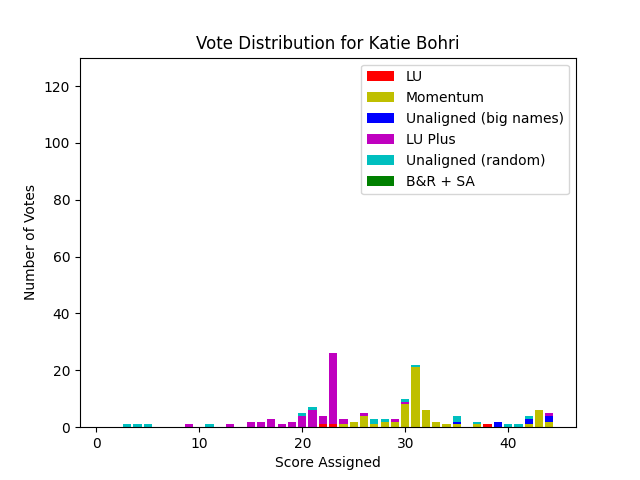 Vote Distribution for Katie Bohri
120
100
80
60
40
20
0
Number of Votes
LU
Momentum
Unaligned (big names)
LU Plus
Unaligned (random)
B&R + SA
0 10 20 30 40
Score Assigned